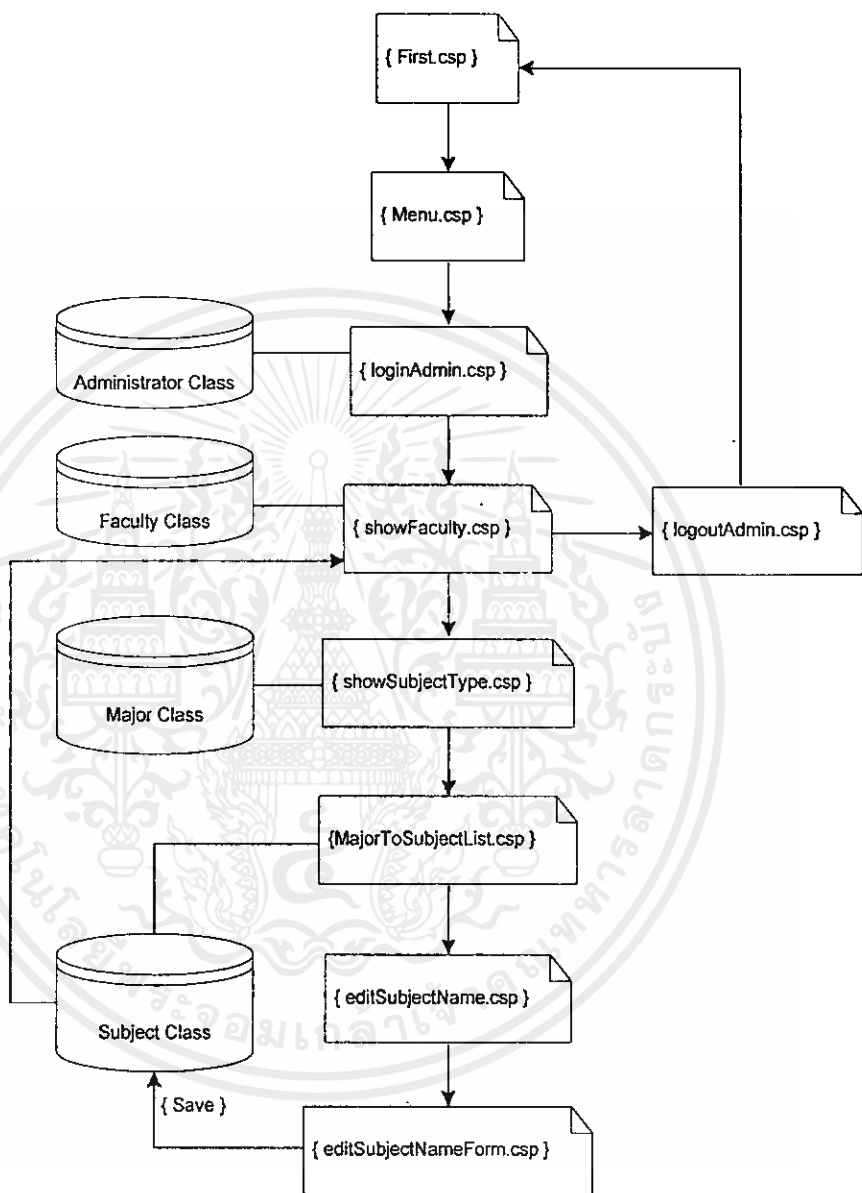 { First.csp }
{ Menu.csp }
{ loginAdmin.csp }
Administrator Class
{ showFaculty.csp }
Faculty Class
{ logoutAdmin.csp }
{ showSubjectType.csp }
Major Class
{MajorToSubjectList.csp }
{ editSubjectName.csp }
Subject Class
{ Save }
{ editSubjectNameForm.csp }